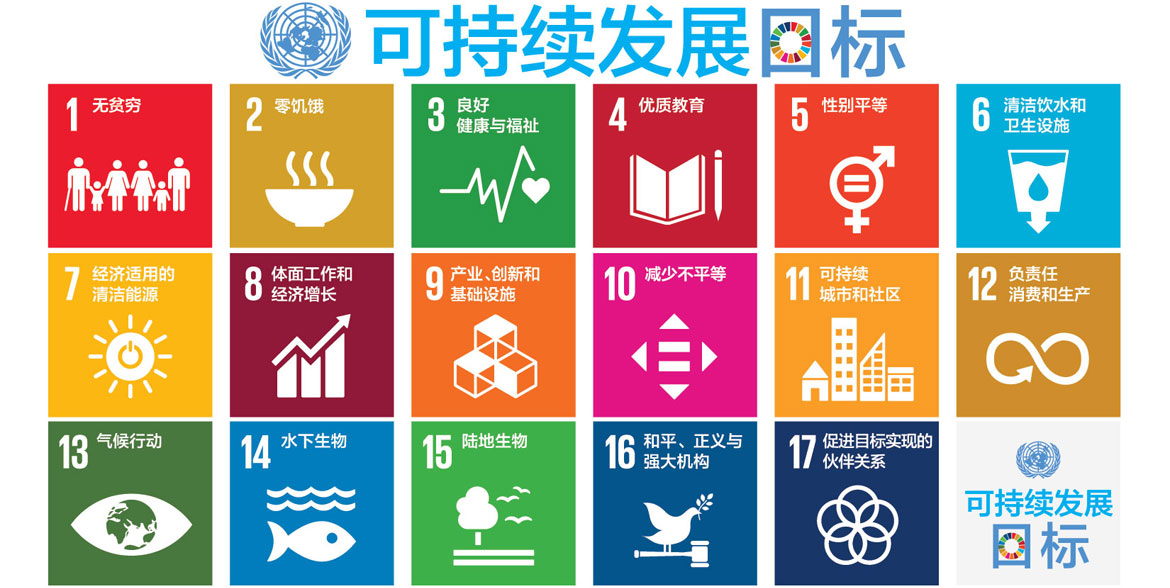 可持续发展目标
1 无贫穷
2 零饥饿
3 良好
健康与福祉
4 优质教育
5 性别平等
6 清洁饮水和
卫生设施
7 经济适用的
清洁能源
8 体面工作和
经济增长
9 产业、创新和
基础设施
10 减少不平等
11 可持续
城市和社区
12 负责任
消费和生产
13 气候行动
14 水下生物
15 陆地生物
16 和平、正义与
强大机构
17 促进目标实现的
伙伴关系
可持续发展
目标